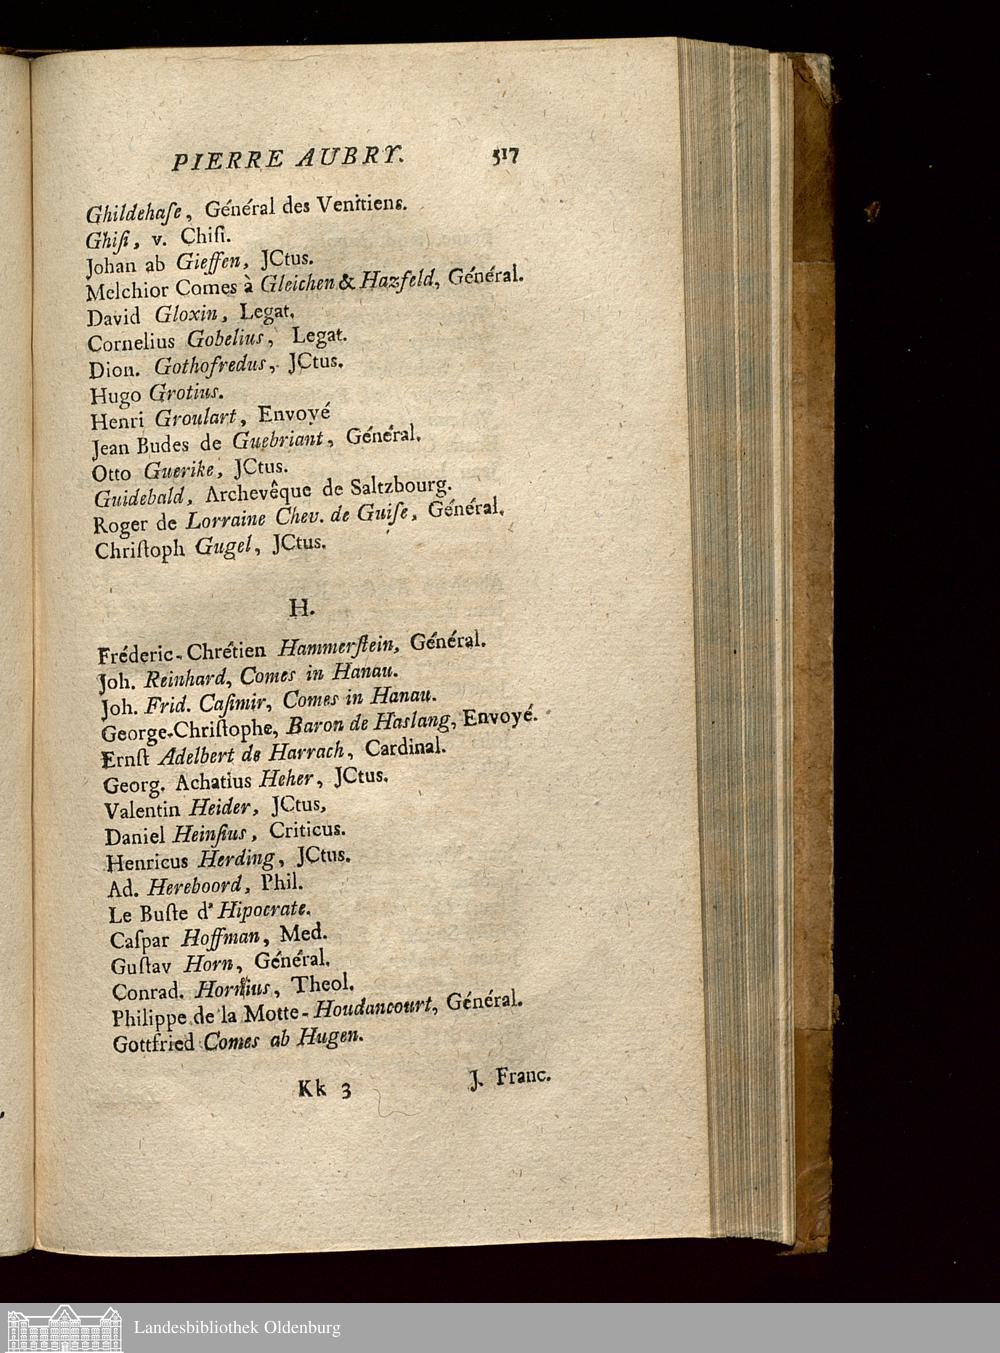 PIERRE AUBRY. 517
Ghildehaſe, Général des Venitiens.
Ghiſi, v. Chiſi.
Johan ab Gieſſen, JCtus.
Melchior Comes à Gleichen & Hazfeld, Général.
David Gloxin, Legat.
Cornelius Gobelius, Legat.
Dion. Gothofredus, JCtus.
Hugo Grotius.
Henri Groulart, Envoyé
Jean Budes de Guebriant, Général.
Otto Guerike, JCtus.
Guidebald, Archevêque de Saltzbourg.
Roger de Lorraine Chev. de Guiſe, Général.
Chriſtoph Gugel, JCtus.
H.
Fréderic-Chrétien Hammerſtein, Général.
Joh. Reinhard, Comes in Hanau.
Joh. Frid. Caſimir, Comes in Hanau.
George-Chriſtophe, Baron de Haslang, Envoyé.
Ernſt Adelbert de Harrach, Cardinal.
Georg. Achatius Heher, JCtus.
Valentin Heider, JCtus,
Daniel Heinſius, Criticus.
Henricus Herding, JCtus.
Ad. Hereboord, Phil.
Le Buſte d'Hipocrate.
Caſpar Hoffman, Med.
Guſtav Horn, Général.
Conrad. Horneius, Theol.
Philippe de la Motte-Houdancourt, Général.
Gottfried Comes ab Hugen.
Kk 3 J. Franc.
Landesbibliothek Oldenburg